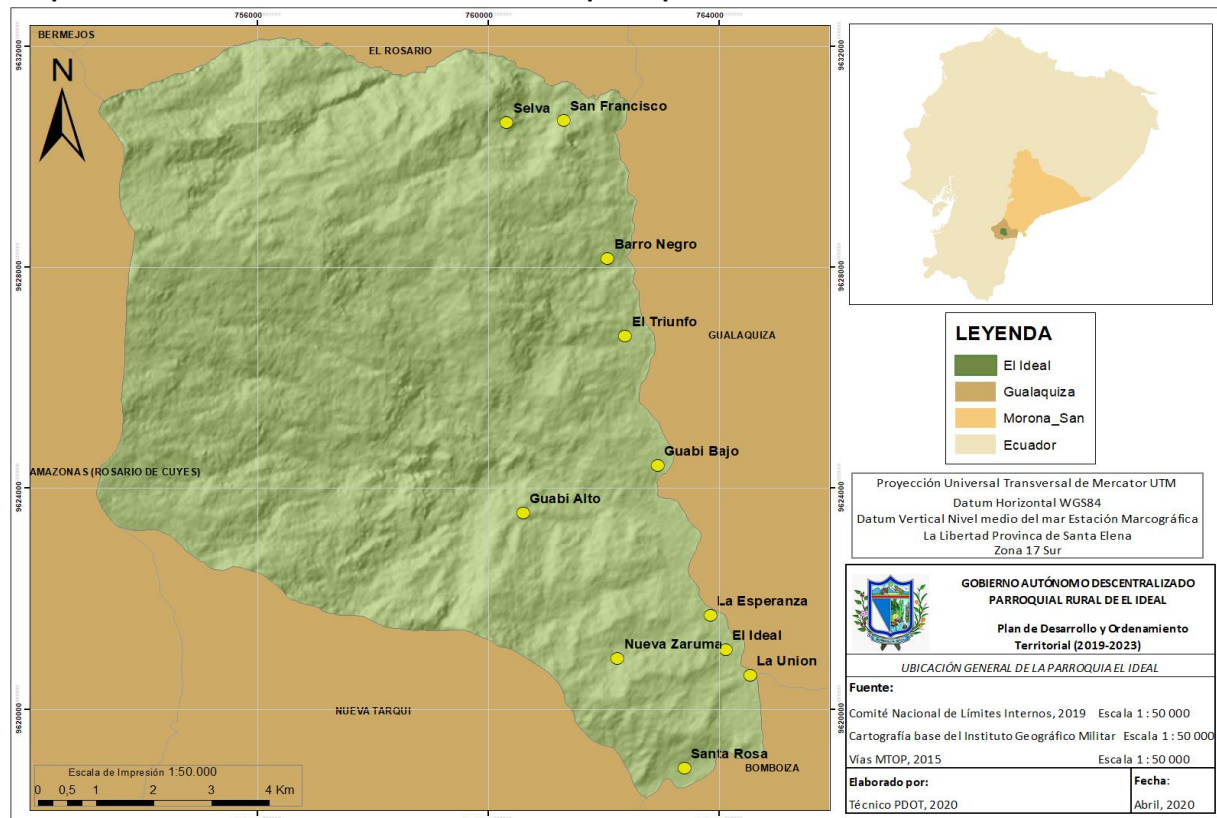 756000
760000
764000
BERMEJOS
EL ROSARIO
9632000
9632000
N
Selva
San Francisco
Barro Negro
9628000
9628000
El Triunfo
GUALAQUIZA
Guabi Bajo
AMAZONAS (ROSARIO DE CUYES)
9624000
9624000
Guabi Alto
La Esperanza
El Ideal
Nueva Zaruma
La Union
NUEVA TARQUI
9620000
9620000
Santa Rosa
BOMBOIZA
Escala de Impresión 1:50.000
0 0,5 1 2 3 4 Km
LEYENDA
El Ideal
Gualaquiza
Morona_San
Ecuador
Proyección Universal Transversal de Mercator UTM
Datum Horizontal WGS84
Datum Vertical Nivel medio del mar Estación Marcográfica
La Libertad Provinca de Santa Elena
Zona 17 Sur
GOBIERNO AUTÓNOMO DESCENTRALIZADO
PARROQUIAL RURAL DE EL IDEAL
Plan de Desarrollo y Ordenamiento
Territorial (2019-2023)
UBICACIÓN GENERAL DE LA PARROQUIA EL IDEAL
Fuente:
Comité Nacional de Límites Internos, 2019 Escala 1 : 50 000
Cartografía base del Instituto Geográfico Militar Escala 1 : 50 000
Vías MTOP, 2015 Escala 1 : 50 000
Elaborado por:
Técnico PDOT, 2020
Fecha:
Abril, 2020